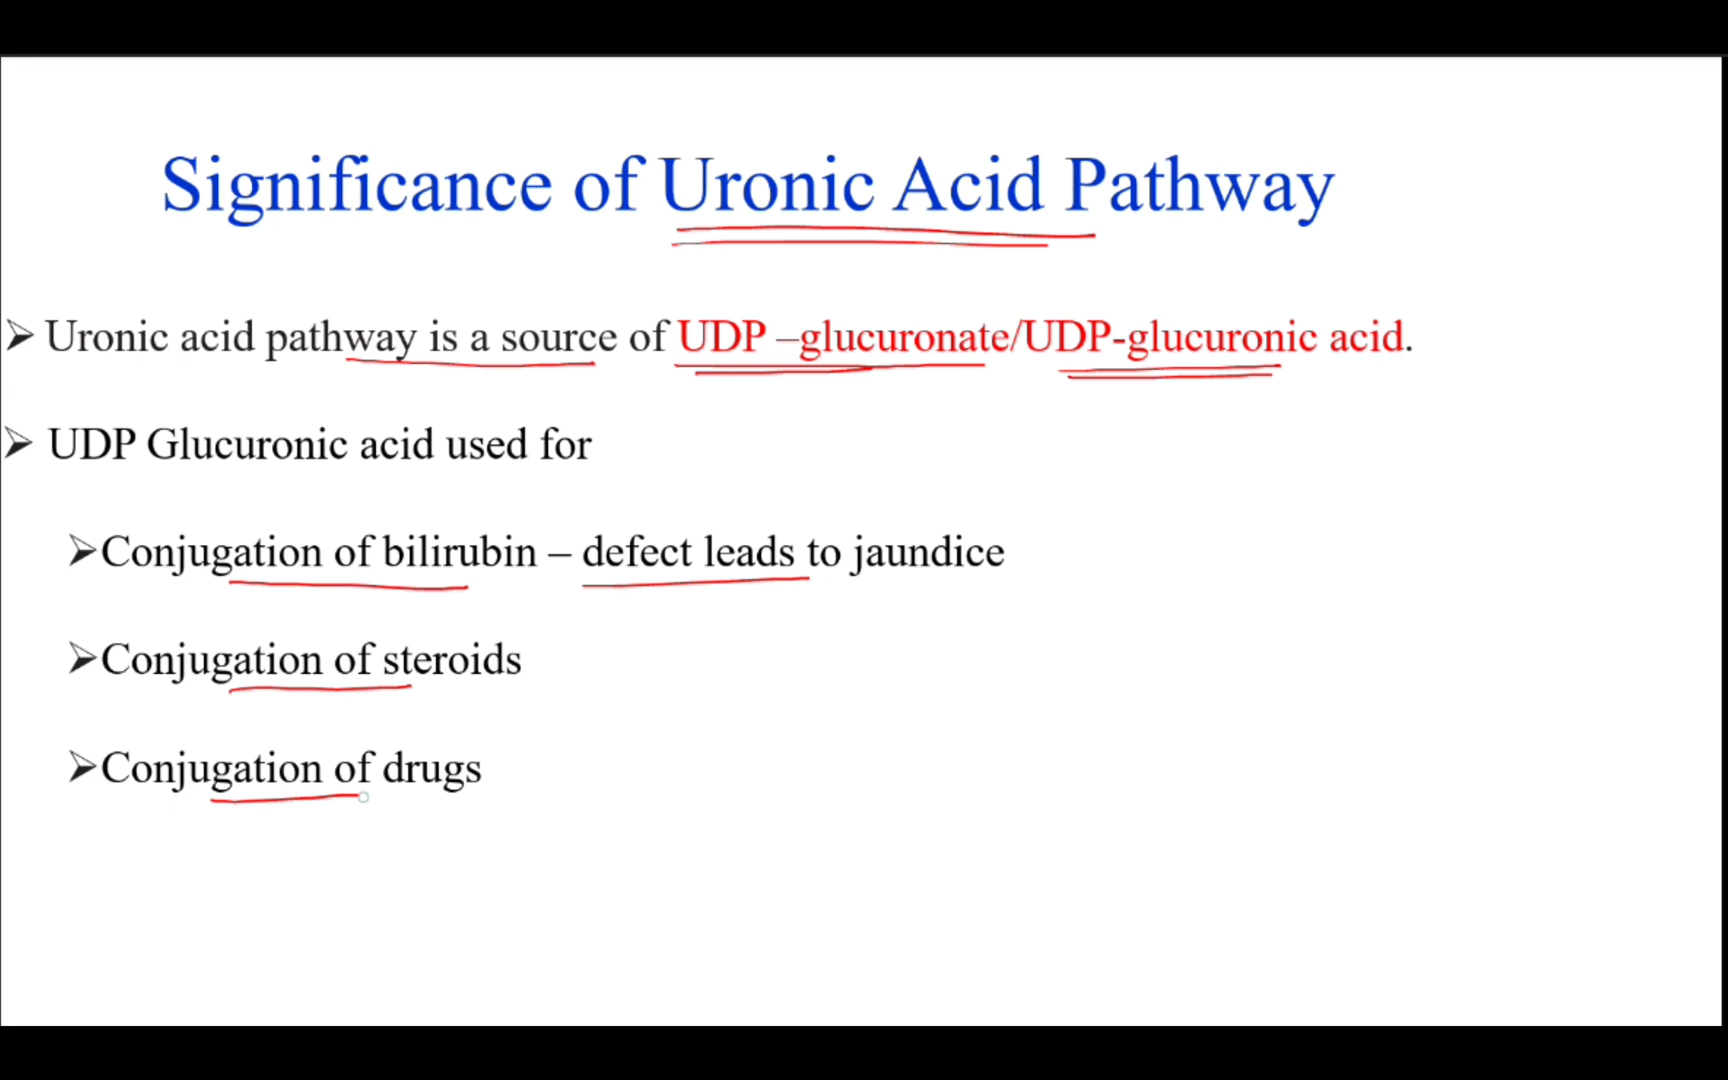 Significance of Uronic Acid Pathway
➢ Uronic acid pathway is a source of UDP –glucuronate/UDP-glucuronic acid.
➢ UDP Glucuronic acid used for
➢Conjugation of bilirubin – defect leads to jaundice
➢Conjugation of steroids
➢Conjugation of drugs